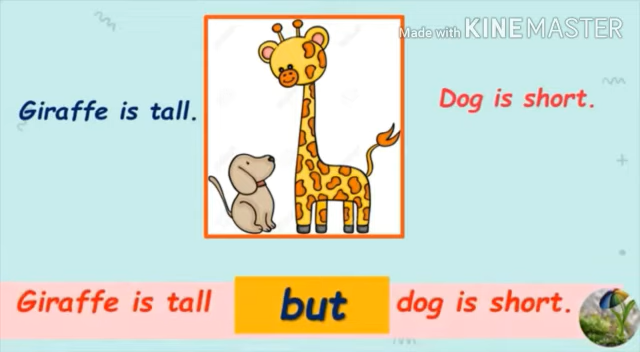 Made with KINEMASTER
Giraffe is tall.
Dog is short.
Giraffe is tall but dog is short.